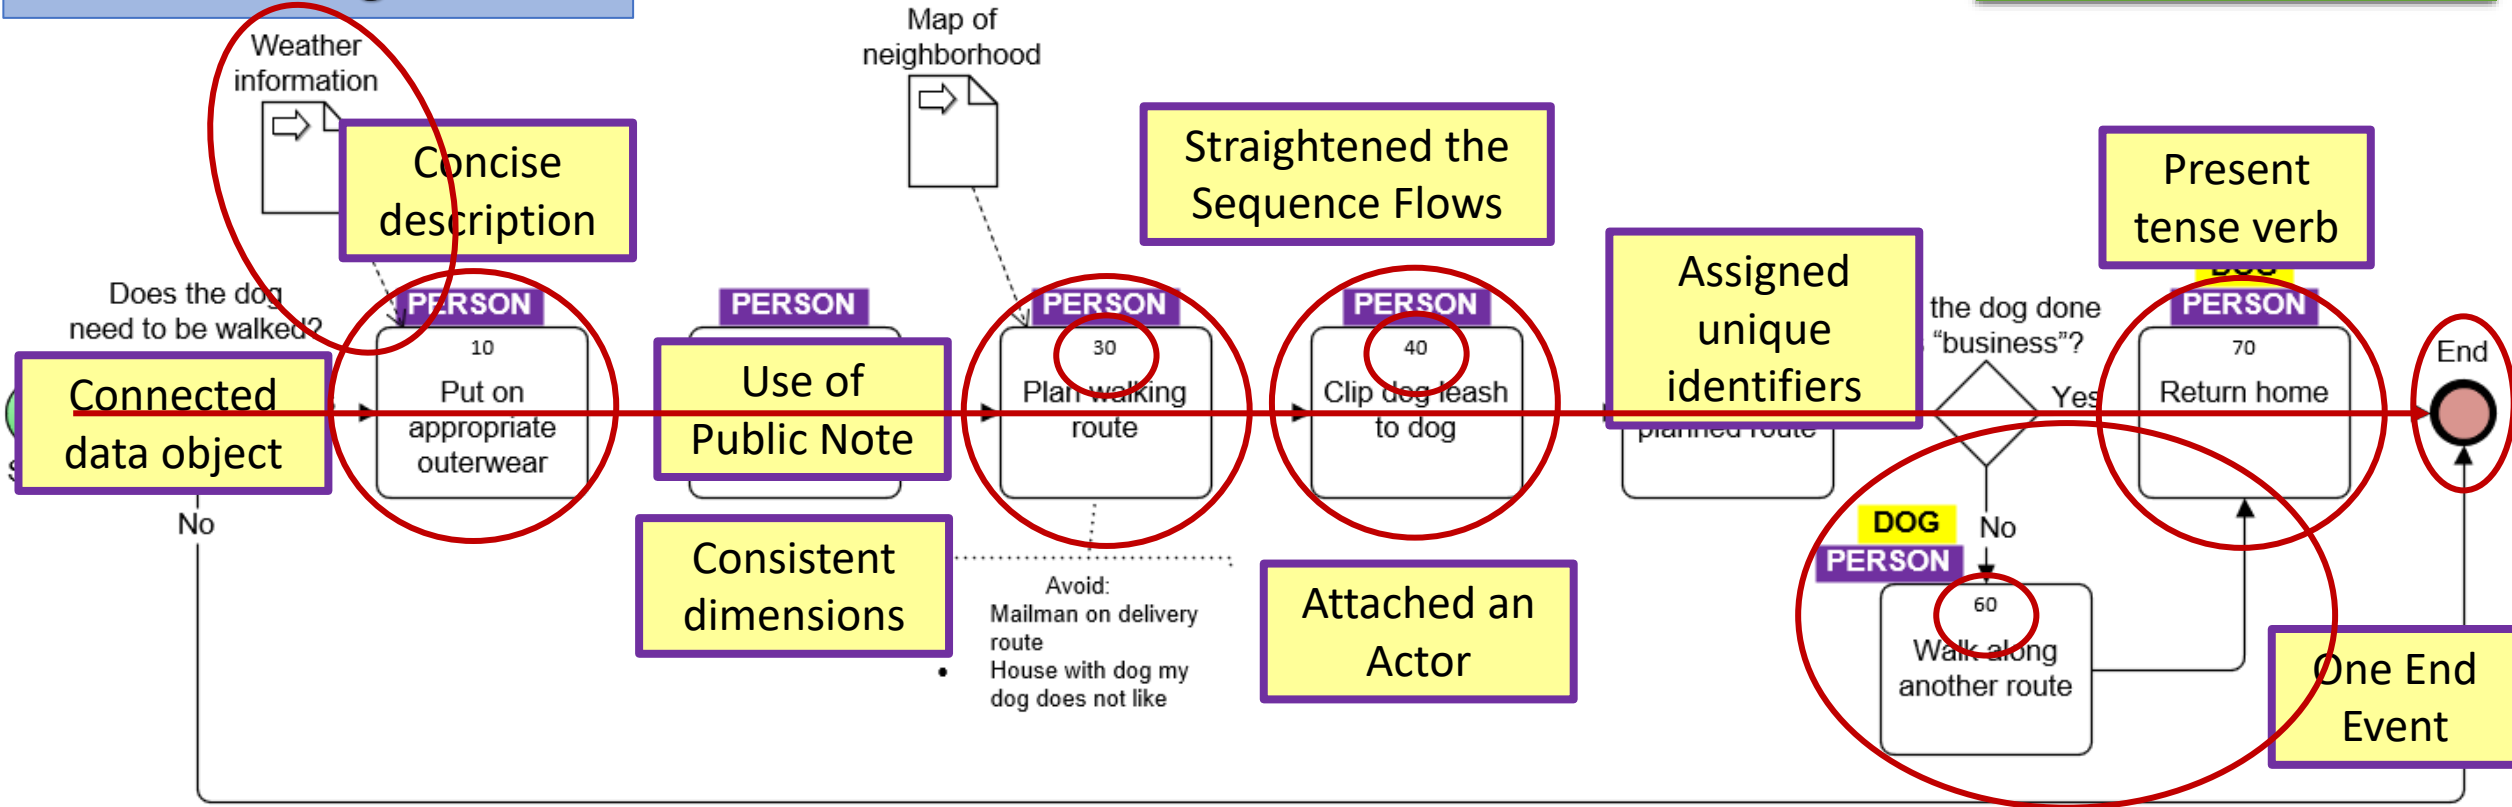 Weather
information
Map of
neighborhood
Concise
description
Straightened the
Sequence Flows
Present
tense verb
Does the dog
need to be walked?
PERSON
PERSON
PERSON
PERSON
Assigned
unique
identifiers
the dog done
"business"?
DOG
PERSON
End
Connected
data object
10
Put on
appropriate
outerwear
Use of
Public Note
30
Plan walking
route
40
Clip dog leash
to dog
planned route
Yes
70
Return home
No
Consistent
dimensions
Avoid:
Mailman on delivery
route
• House with dog my
dog does not like
Attached an
Actor
DOG
PERSON
No
60
Walk along
another route
One End
Event